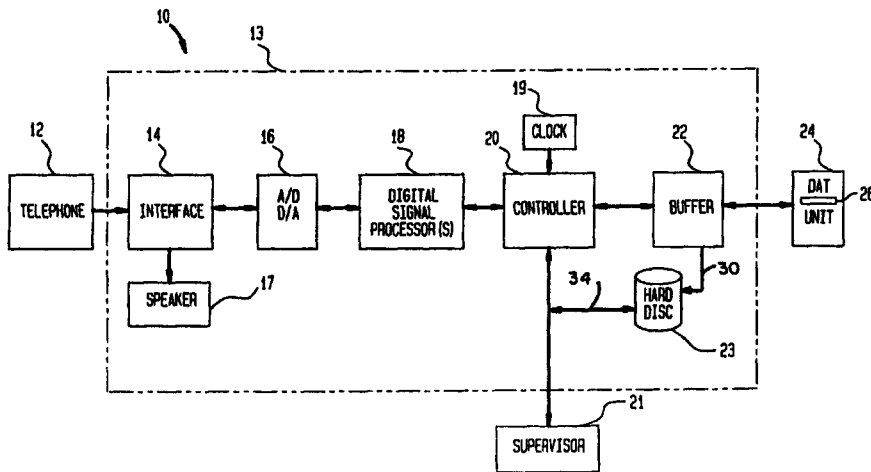 10
13
12
TELEPHONE
14
INTERFACE
16
A/D
D/A
17
SPEAKER
18
DIGITAL
SIGNAL
PROCESSOR(S)
19
CLOCK
20
CONTROLLER
22
BUFFER
24
DAT
UNIT
26
30
34
HARD
DISC
23
21
SUPERVISOR